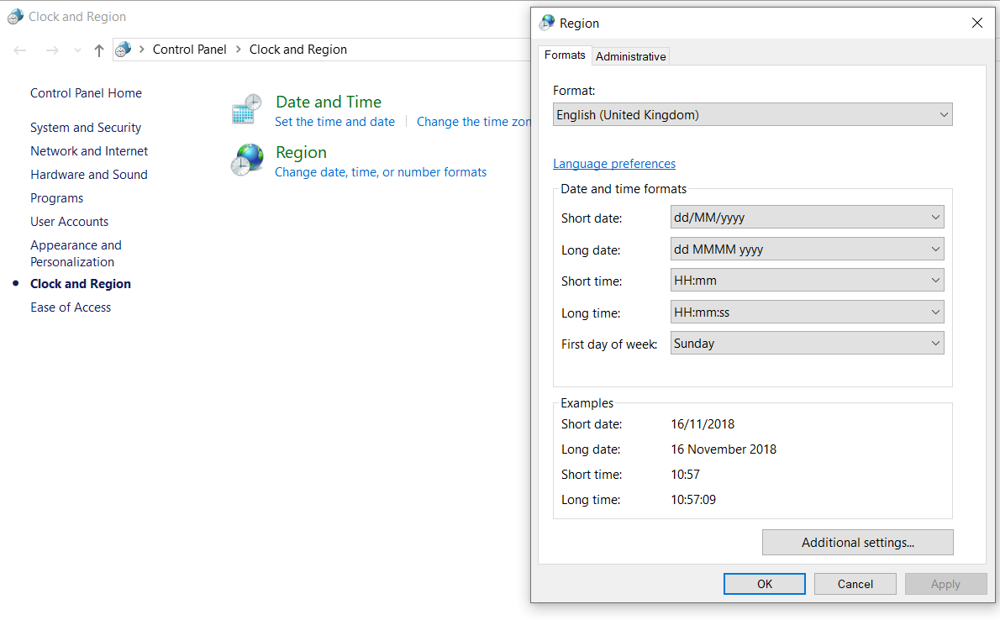 Clock and Region
Control Panel > Clock and Region
Control Panel Home
System and Security
Network and Internet
Hardware and Sound
Programs
User Accounts
Appearance and
Personalization
Clock and Region
Ease of Access
Date and Time
Set the time and date
Change the time zon
Region
Change date, time, or number formats
Region
Formats
Administrative
Format:
English (United Kingdom)
Language preferences
Date and time formats
Short date: dd/MM/yyyy
Long date: dd MMMM yyyy
Short time: HH:mm
Long time: HH:mm:ss
First day of week: Sunday
Examples
Short date: 16/11/2018
Long date: 16 November 2018
Short time: 10:57
Long time: 10:57:09
Additional settings...
OK
Cancel
Apply